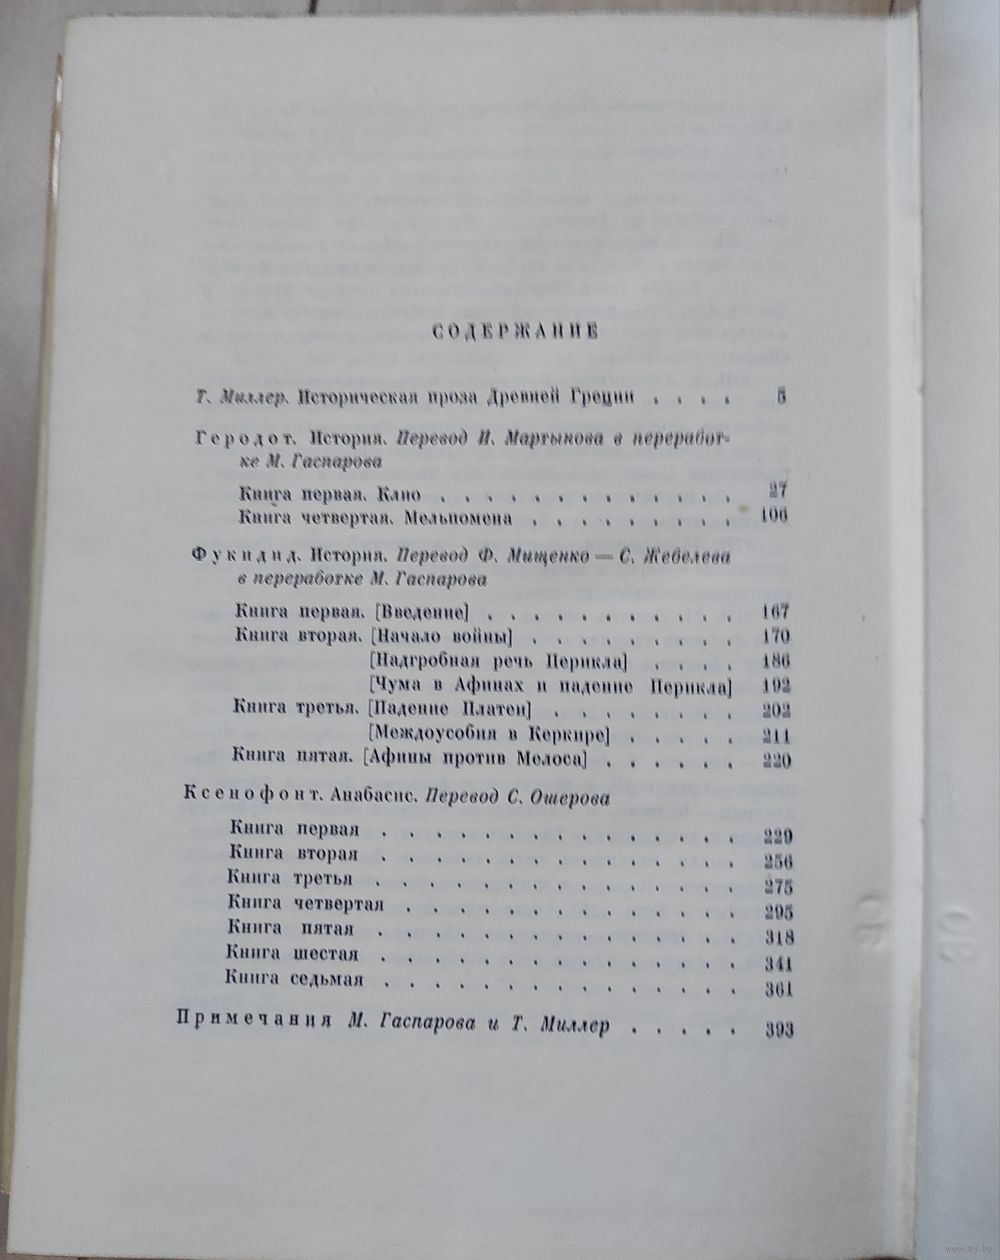 СОДЕРЖАНИЕ
Т. Миллер. Историческая проза Древней Греции . . . . 5
Геродот. История. Перевод И. Мартынова в переработ-
ке М. Гаспарова
Книга первая. Клио . . . . . . . . . . . . 27
Книга четвертая. Мельпомена . . . . . . . . . 106
Фукидид. История. Перевод Ф. Мищенко — С. Жебелева
в переработке М. Гаспарова
Книга первая. [Введение] . . . . . . . . . . 167
Книга вторая. [Начало войны] . . . . . . . . 170
[Надгробная речь Перикла] . . . . 186
[Чума в Афинах и падение Перикла] 192
Книга третья. [Падение Платеи] . . . . . . . 202
[Междоусобия в Керкире] . . . . . 211
Книга пятая. [Афины против Мелоса] . . . . . 220
Ксенофонт. Анабасис. Перевод С. Ошерова
Книга первая . . . . . . . . . . . . . . 229
Книга вторая . . . . . . . . . . . . . . 256
Книга третья . . . . . . . . . . . . . . 275
Книга четвертая . . . . . . . . . . . . . 295
Книга пятая . . . . . . . . . . . . . . 318
Книга шестая . . . . . . . . . . . . . . 341
Книга седьмая . . . . . . . . . . . . . . 361
Примечания М. Гаспарова и Т. Миллер . . . . . 393
www.ay.by